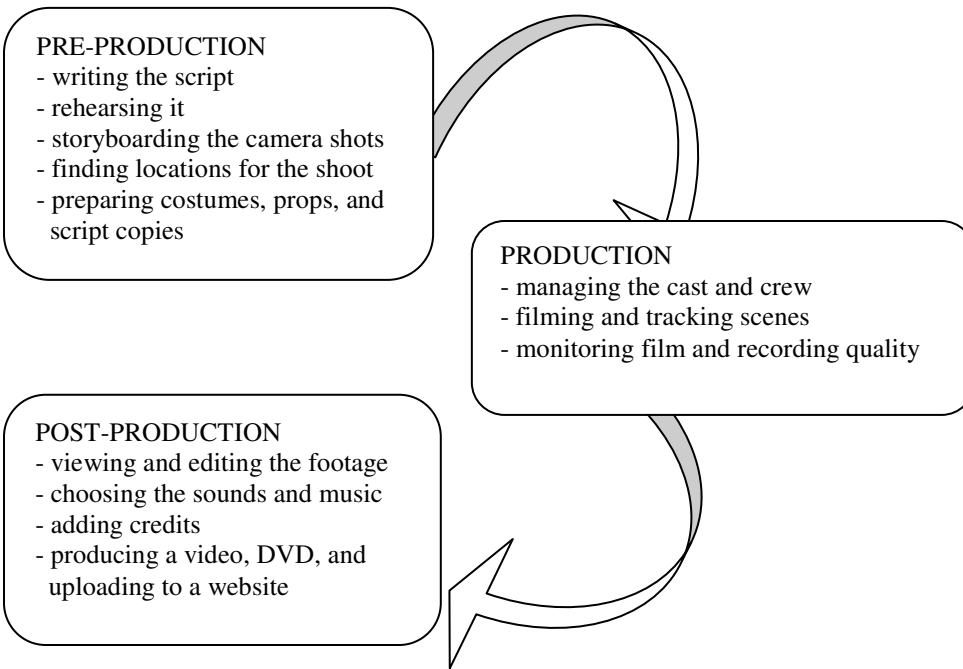 PRE-PRODUCTION
- writing the script
- rehearsing it
- storyboarding the camera shots
- finding locations for the shoot
- preparing costumes, props, and
script copies
PRODUCTION
- managing the cast and crew
- filming and tracking scenes
- monitoring film and recording quality
POST-PRODUCTION
- viewing and editing the footage
- choosing the sounds and music
- adding credits
- producing a video, DVD, and
uploading to a website